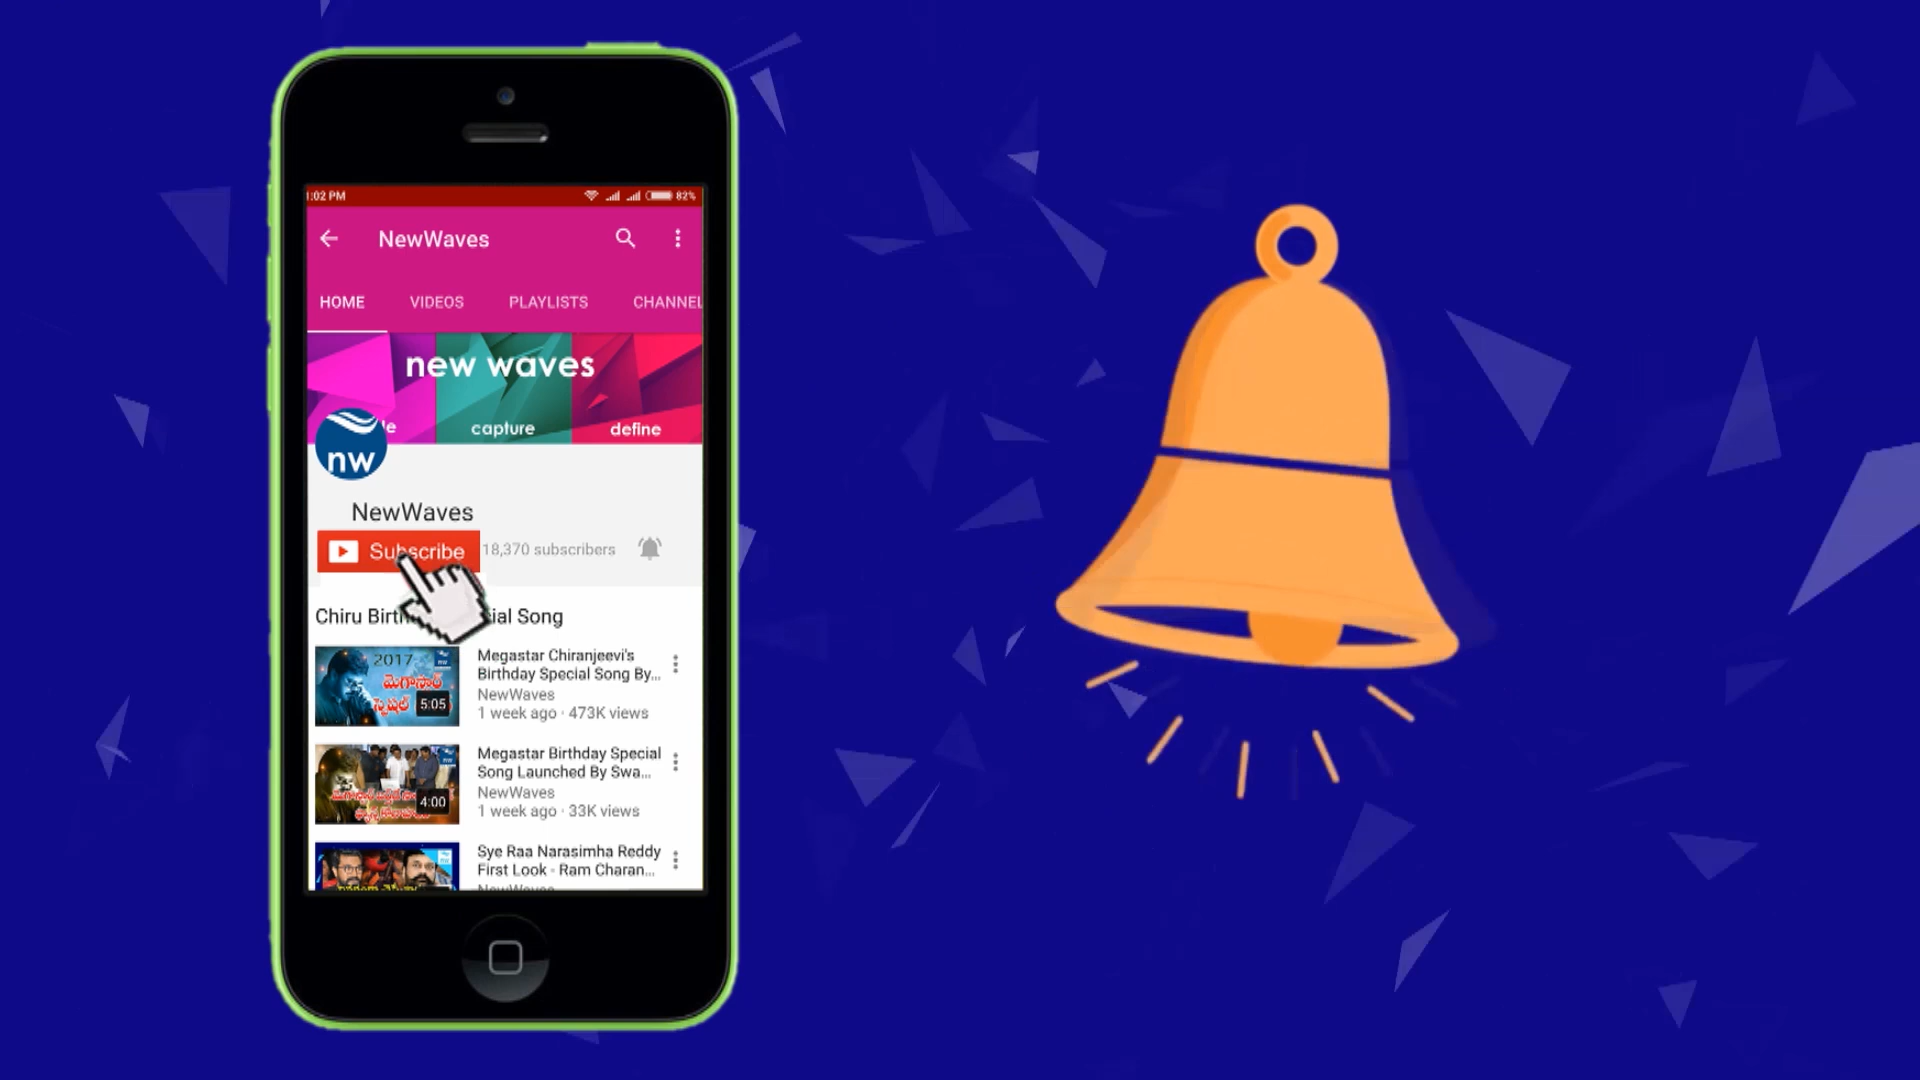 1:02 PM 82%
NewWaves
HOME VIDEOS PLAYLISTS CHANNEL
new waves
capture define
nw
NewWaves
Subscribe 18,370 subscribers
Chiru Birth ial Song
2017
మెగాస్టార్
స్పెషల్
5:05
Megastar Chiranjeevi's
Birthday Special Song By...
NewWaves
1 week ago · 473K views
4:00
Megastar Birthday Special
Song Launched By Swa...
NewWaves
1 week ago · 33K views
Sye Raa Narasimha Reddy
First Look - Ram Charan...
NewWaves